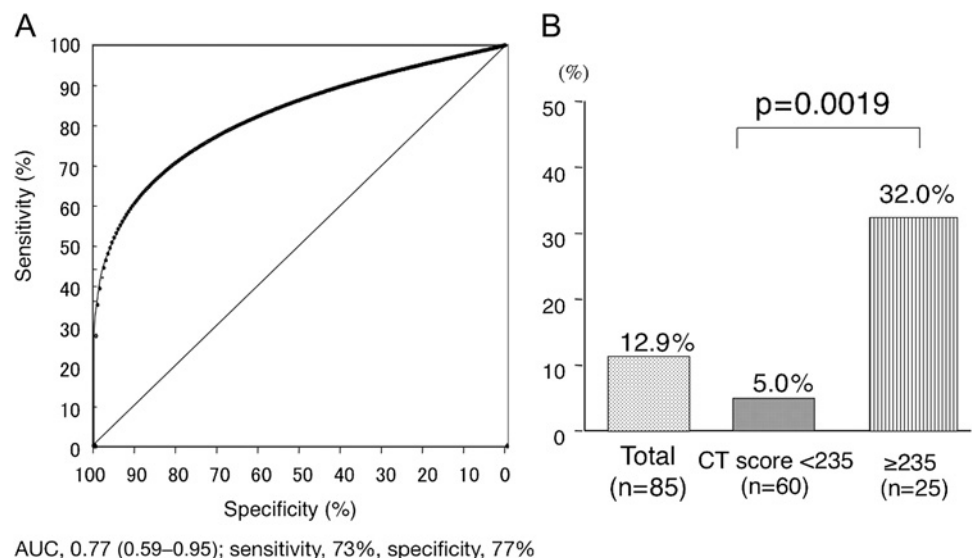 A
100
90
80
70
60
50
40
30
20
10
0
Sensitivity (%)
100 90 80 70 60 50 40 30 20 10 0
Specificity (%)
AUC, 0.77 (0.59–0.95); sensitivity, 73%, specificity, 77%
B
(%)
50
40
30
20
10
0
p=0.0019
12.9%
5.0%
32.0%
Total
(n=85)
CT score <235
(n=60)
≥235
(n=25)